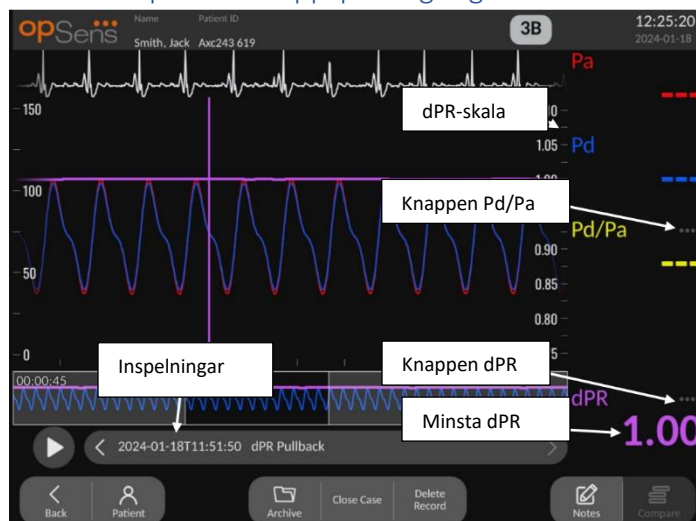 opSens
Name Patient ID
Smith, Jack Axc243 619
3B
12:25:20
2024-01-18
Pa
150
dPR-skala
1.05
Pd
100
Knappen Pd/Pa
Pd/Pa
0.90
50
0.85
0.80
0
Inspelningar
Knappen dPR
00:00:45
dPR
Minsta dPR
1.00
2024-01-18T11:51:50 dPR Pullback
Back Patient Archive Close Case Delete Record Notes Compare